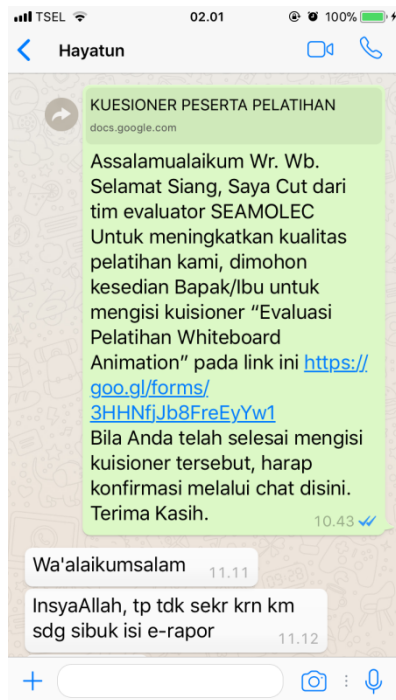 TSEL 02.01 100%
Hayatun
KUESIONER PESERTA PELATIHAN
docs.google.com
Assalamualaikum Wr. Wb.
Selamat Siang, Saya Cut dari
tim evaluator SEAMOLEC
Untuk meningkatkan kualitas
pelatihan kami, dimohon
kesedian Bapak/Ibu untuk
mengisi kuisioner “Evaluasi
Pelatihan Whiteboard
Animation” pada link ini https://
goo.gl/forms/
3HHNfjJb8FreEyYw1
Bila Anda telah selesai mengisi
kuisioner tersebut, harap
konfirmasi melalui chat disini.
Terima Kasih.
10.43
Wa'alaikumsalam 11.11
InsyaAllah, tp tdk sekr krn km
sdg sibuk isi e-rapor
11.12